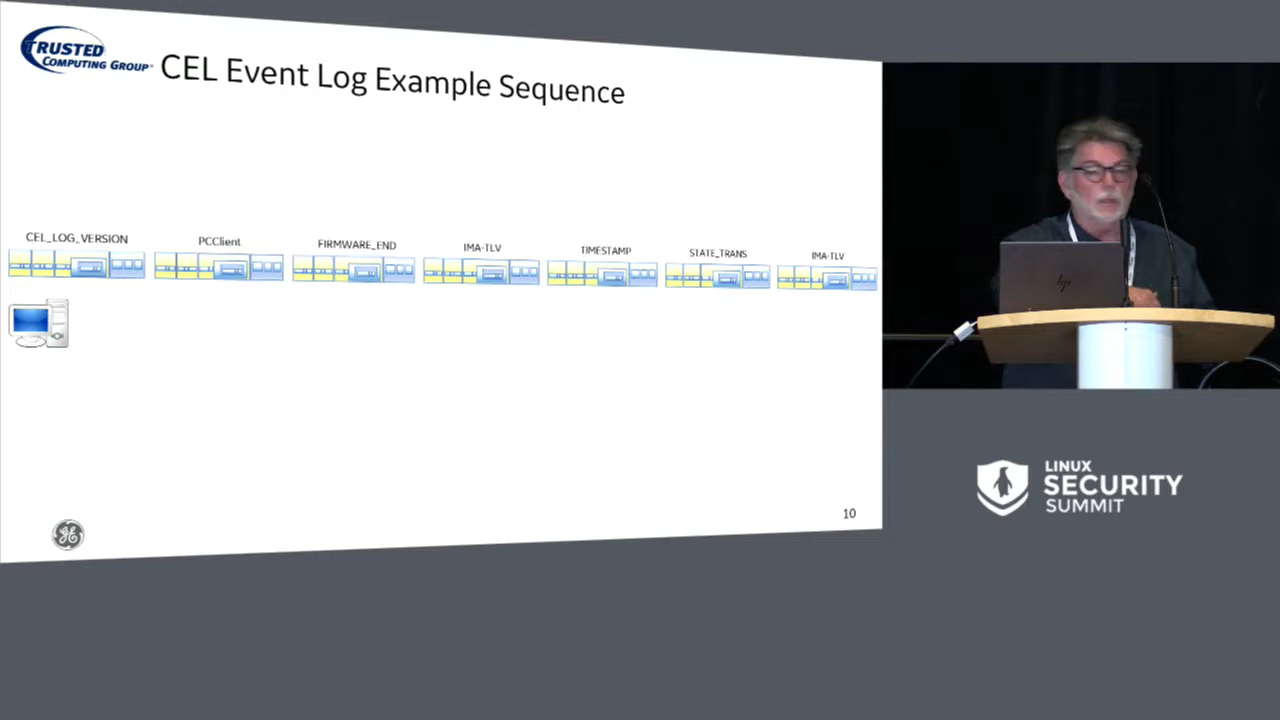 TRUSTED
COMPUTING GROUP
CEL Event Log Example Sequence
CEL_LOG_VERSION
PCClient
FIRMWARE_END
IMA-TLV
TIMESTAMP
STATE_TRANS
IMA-TLV
10
hp
LINUX
SECURITY
SUMMIT